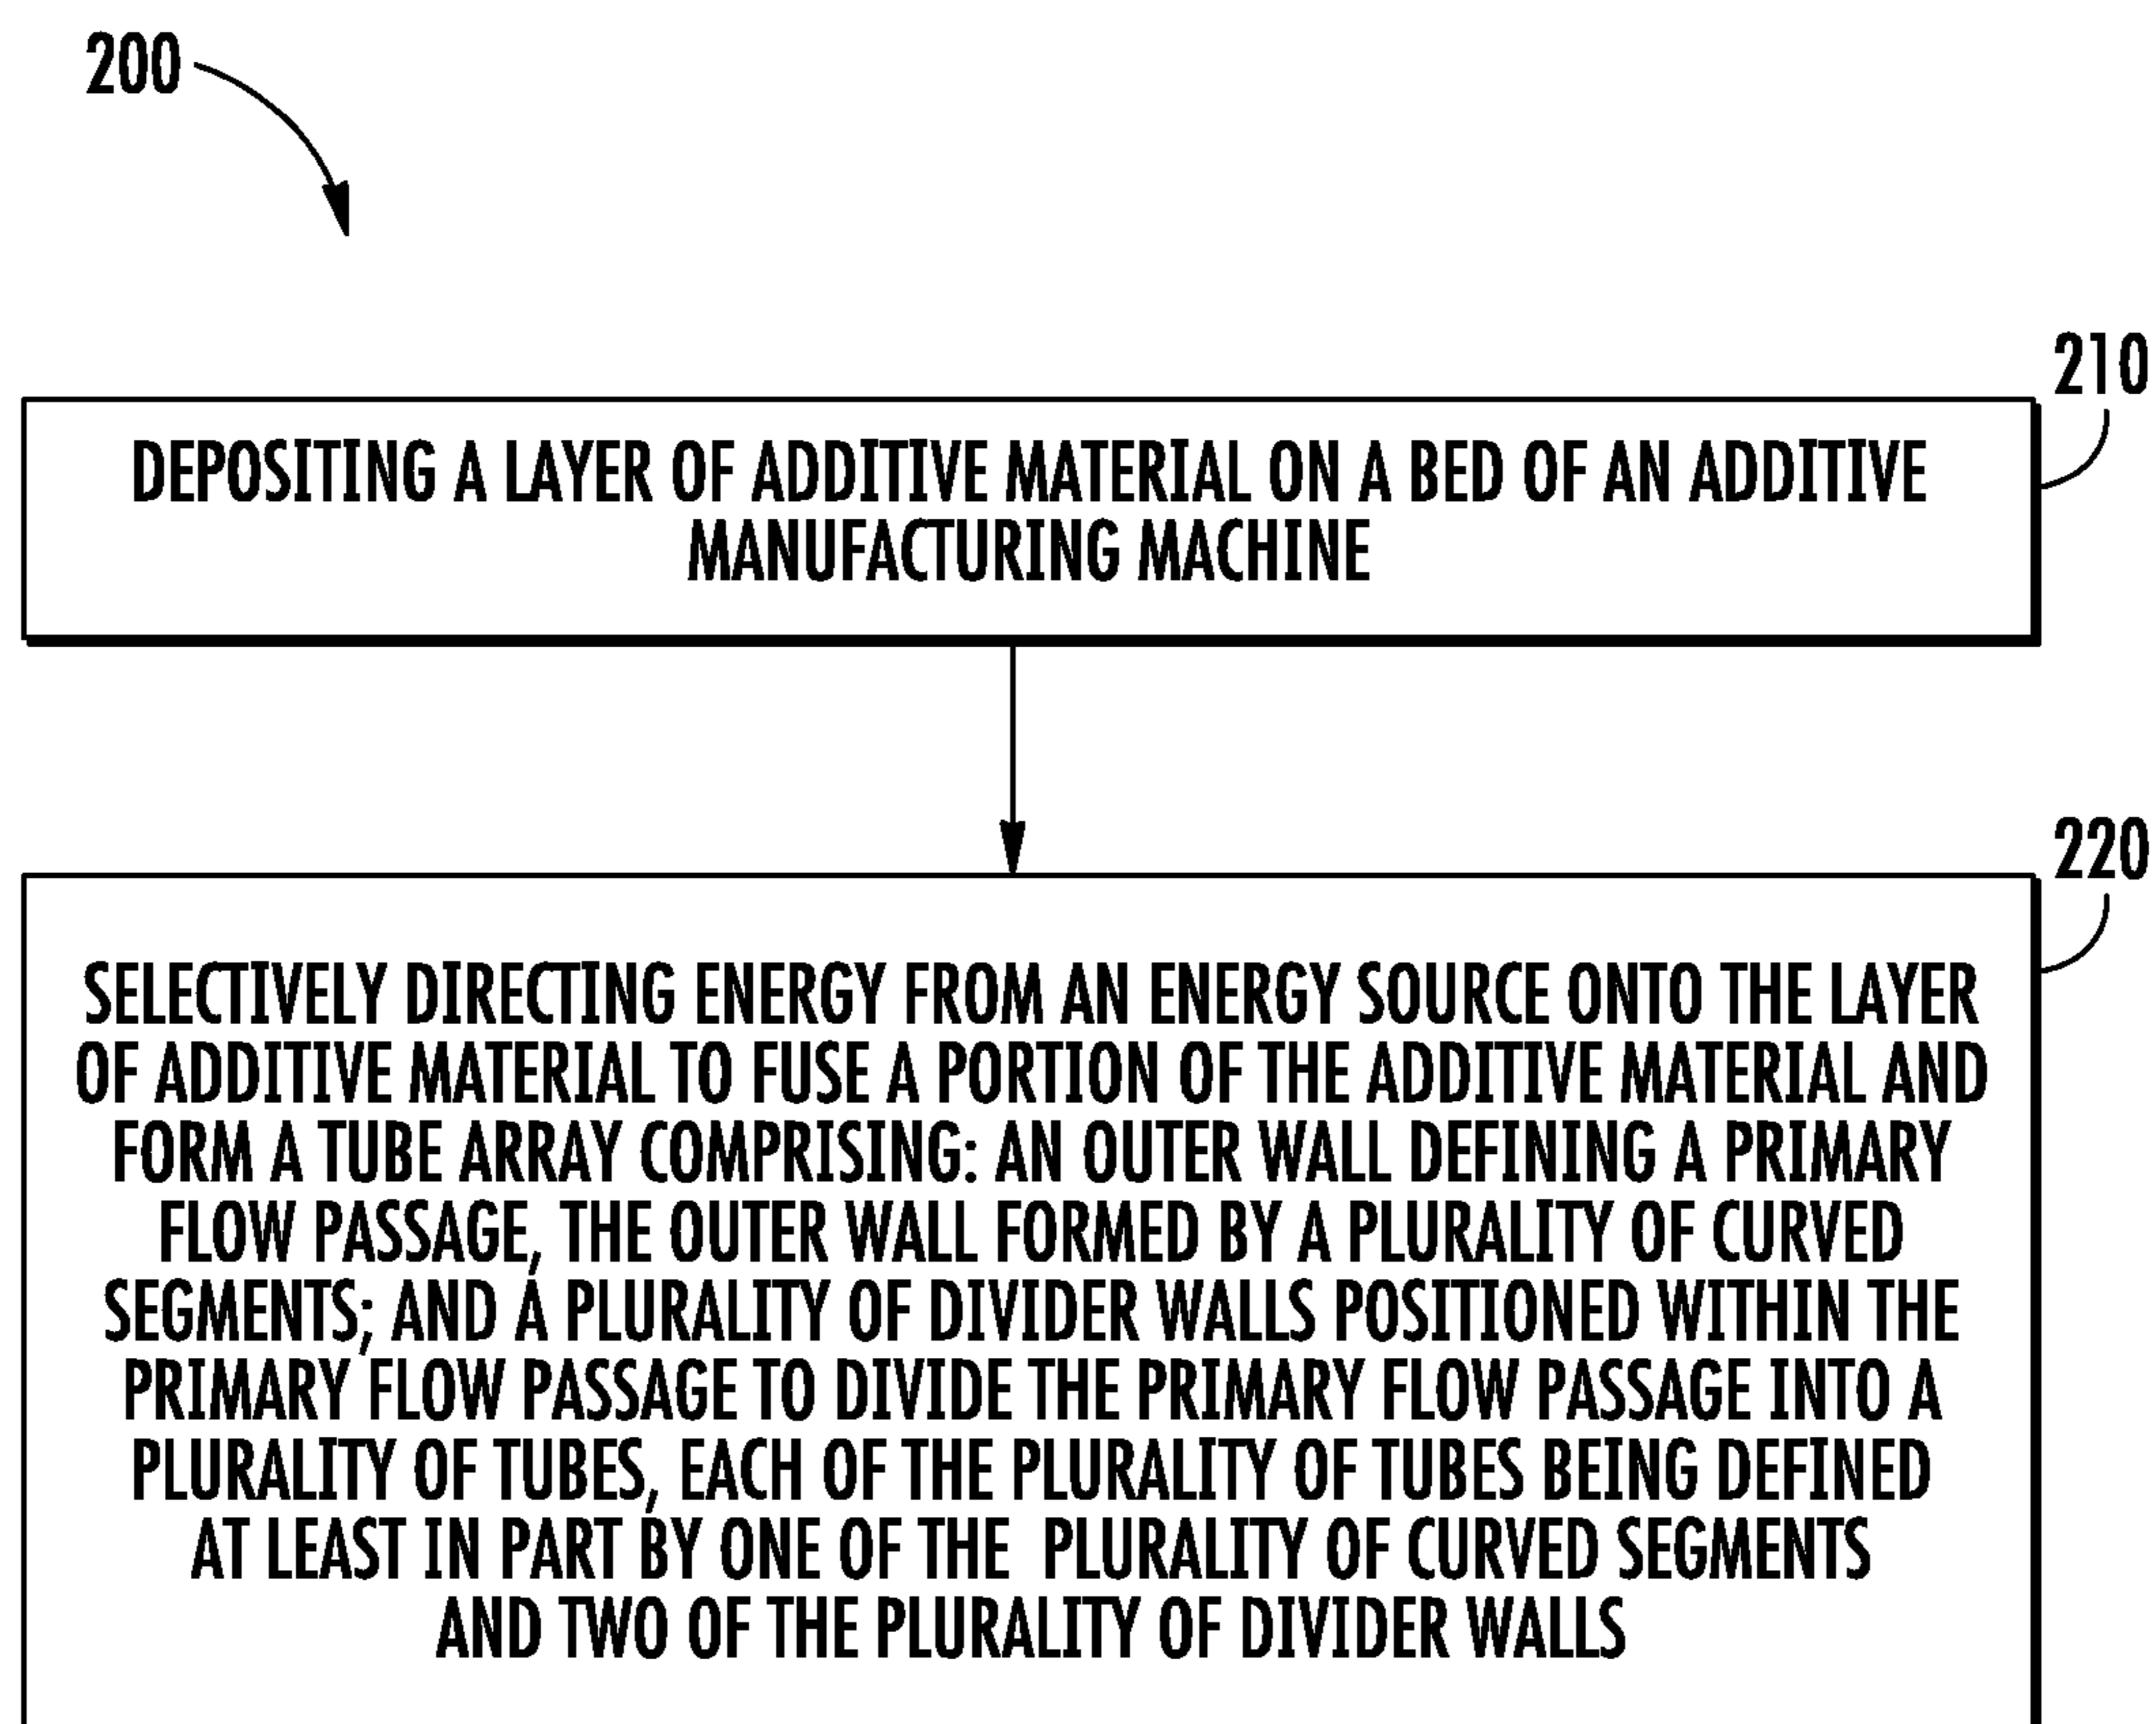 200
210
DEPOSITING A LAYER OF ADDITIVE MATERIAL ON A BED OF AN ADDITIVE
MANUFACTURING MACHINE
220
SELECTIVELY DIRECTING ENERGY FROM AN ENERGY SOURCE ONTO THE LAYER
OF ADDITIVE MATERIAL TO FUSE A PORTION OF THE ADDITIVE MATERIAL AND
FORM A TUBE ARRAY COMPRISING: AN OUTER WALL DEFINING A PRIMARY
FLOW PASSAGE, THE OUTER WALL FORMED BY A PLURALITY OF CURVED
SEGMENTS; AND A PLURALITY OF DIVIDER WALLS POSITIONED WITHIN THE
PRIMARY FLOW PASSAGE TO DIVIDE THE PRIMARY FLOW PASSAGE INTO A
PLURALITY OF TUBES, EACH OF THE PLURALITY OF TUBES BEING DEFINED
AT LEAST IN PART BY ONE OF THE PLURALITY OF CURVED SEGMENTS
AND TWO OF THE PLURALITY OF DIVIDER WALLS